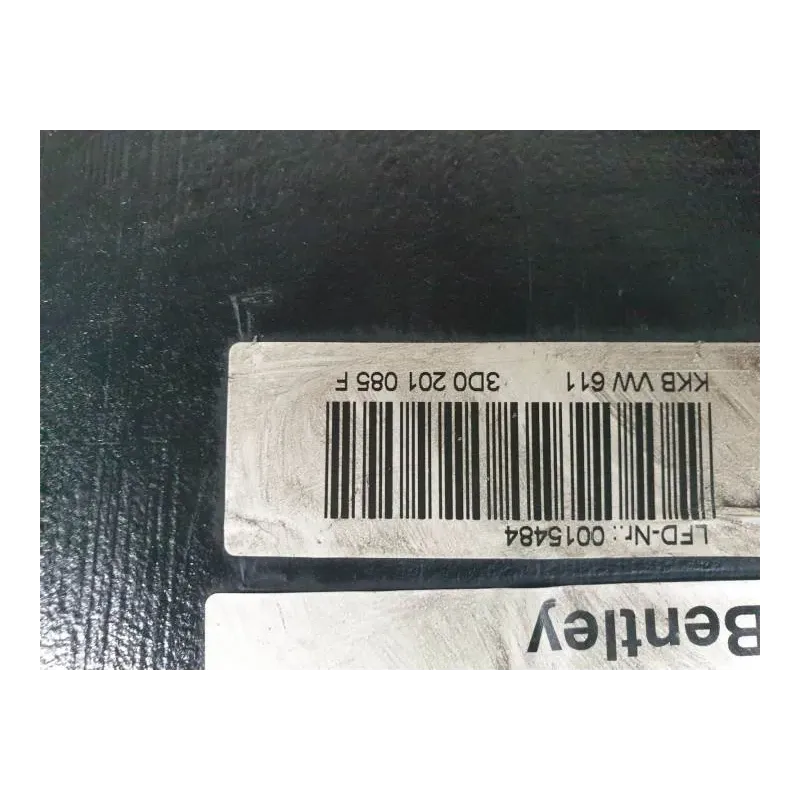 Bentley
LFD-Nr.: 0015484
KKB VW 611 3D0 201 085 F